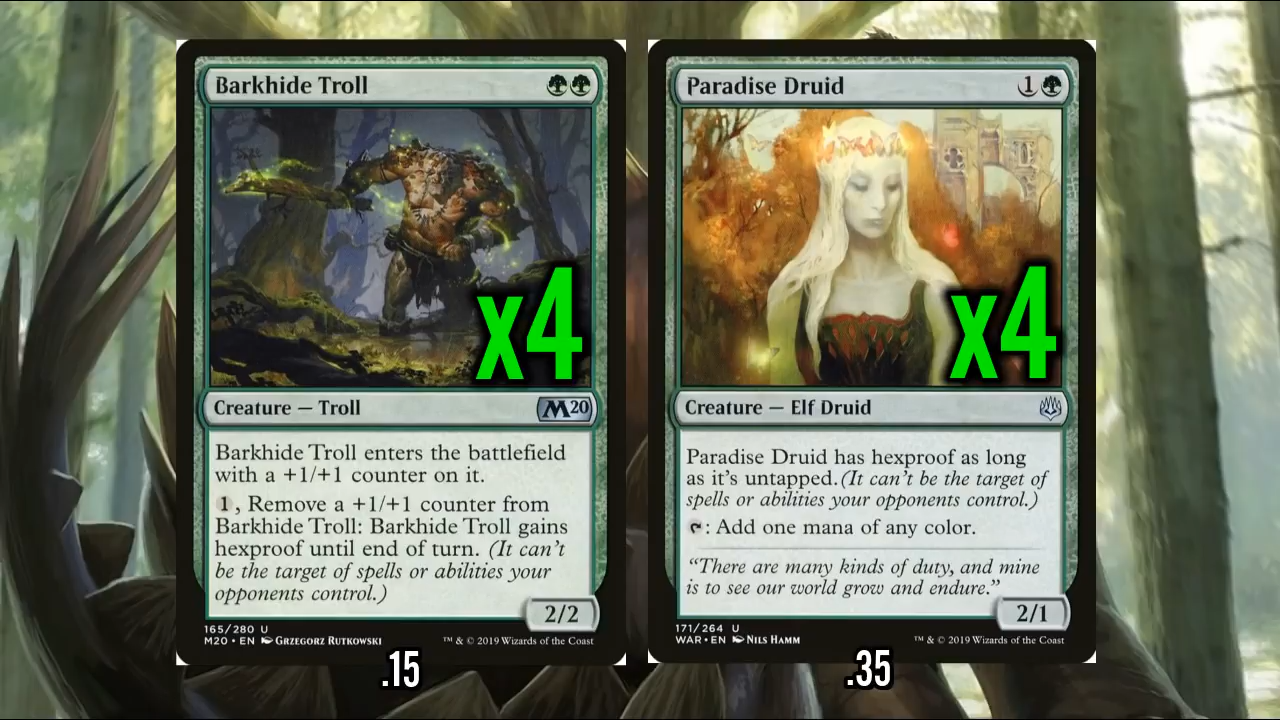 Barkhide Troll
x4
Creature — Troll
M20
Barkhide Troll enters the battlefield
with a +1/+1 counter on it.
1, Remove a +1/+1 counter from
Barkhide Troll: Barkhide Troll gains
hexproof until end of turn. (It can't
be the target of spells or abilities your
opponents control.)
2/2
165/280 U
M20 • EN Grzegorz Rutkowski
™ & © 2019 Wizards of the Coast
.15
Paradise Druid
1
x4
Creature — Elf Druid
Paradise Druid has hexproof as long
as it's untapped. (It can't be the target of
spells or abilities your opponents control.)
: Add one mana of any color.
“There are many kinds of duty, and mine
is to see our world grow and endure.”
2/1
171/264 U
WAR • EN Nils Hamm
™ & © 2019 Wizards of the Coast
.35